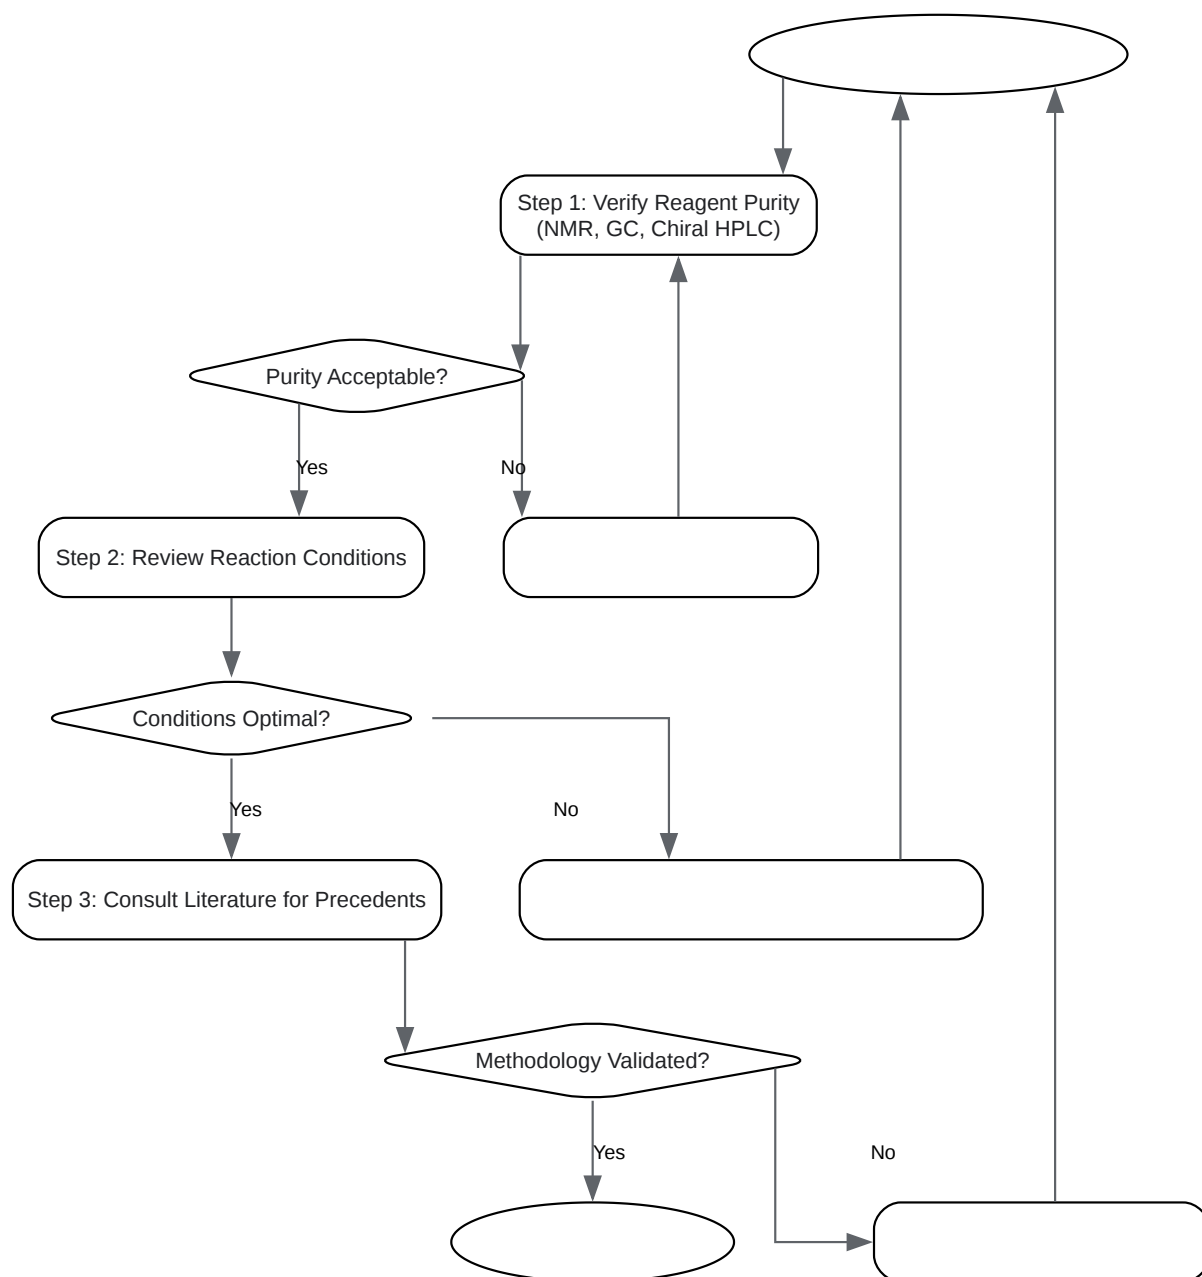 Step 1: Verify Reagent Purity
(NMR, GC, Chiral HPLC)
Purity Acceptable?
Yes
No
Step 2: Review Reaction Conditions
Conditions Optimal?
Yes
No
Step 3: Consult Literature for Precedents
Methodology Validated?
Yes
No